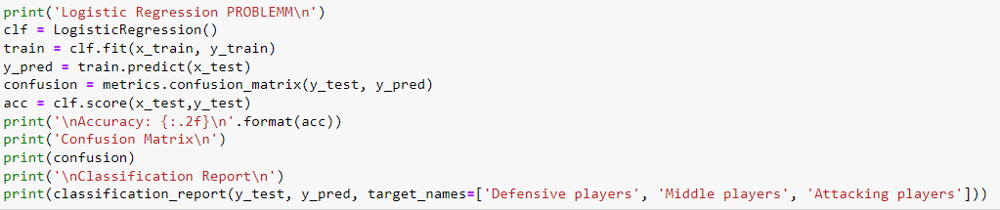 print('Logistic Regression PROBLEMM\n')
clf = LogisticRegression()
train = clf.fit(x_train, y_train)
y_pred = train.predict(x_test)
confusion = metrics.confusion_matrix(y_test, y_pred)
acc = clf.score(x_test,y_test)
print('\nAccuracy: {:.2f}\n'.format(acc))
print('Confusion Matrix\n')
print(confusion)
print('\nClassification Report\n')
print(classification_report(y_test, y_pred, target_names=['Defensive players', 'Middle players', 'Attacking players']))